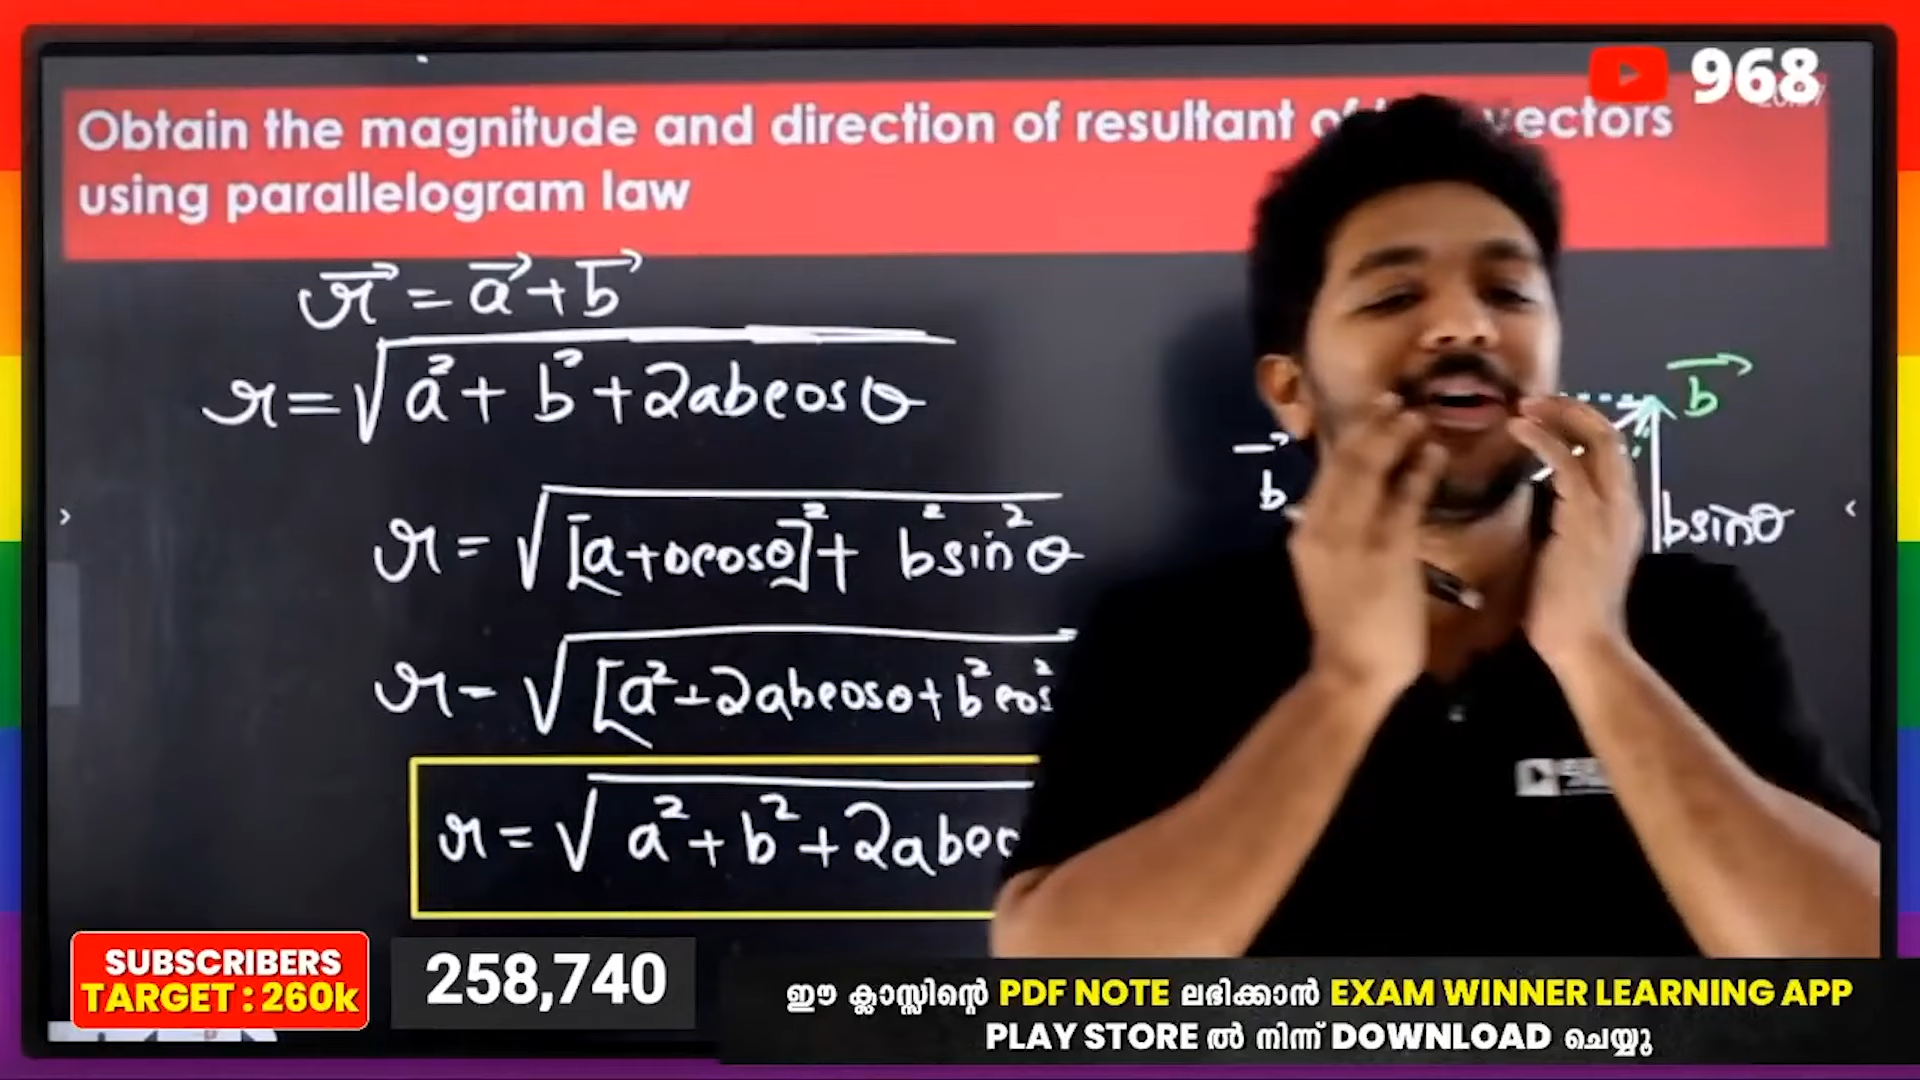 968
Obtain the magnitude and direction of resultant of vectors
using parallelogram law
r⃗ = a⃗ + b⃗
r = √a² + b² + 2abcosθ
r = √[a+bcosθ]² + b²sin²θ
r = √[a²+2abcosθ+b²cos²
r = √a² + b² + 2abco
b⃗
b⃗
bsinθ
SUBSCRIBERS
TARGET : 260k
258,740
ഈ ക്ലാസ്സിന്റെ PDF NOTE ലഭിക്കാൻ EXAM WINNER LEARNING APP
PLAY STORE ൽ നിന്ന് DOWNLOAD ചെയ്യൂ